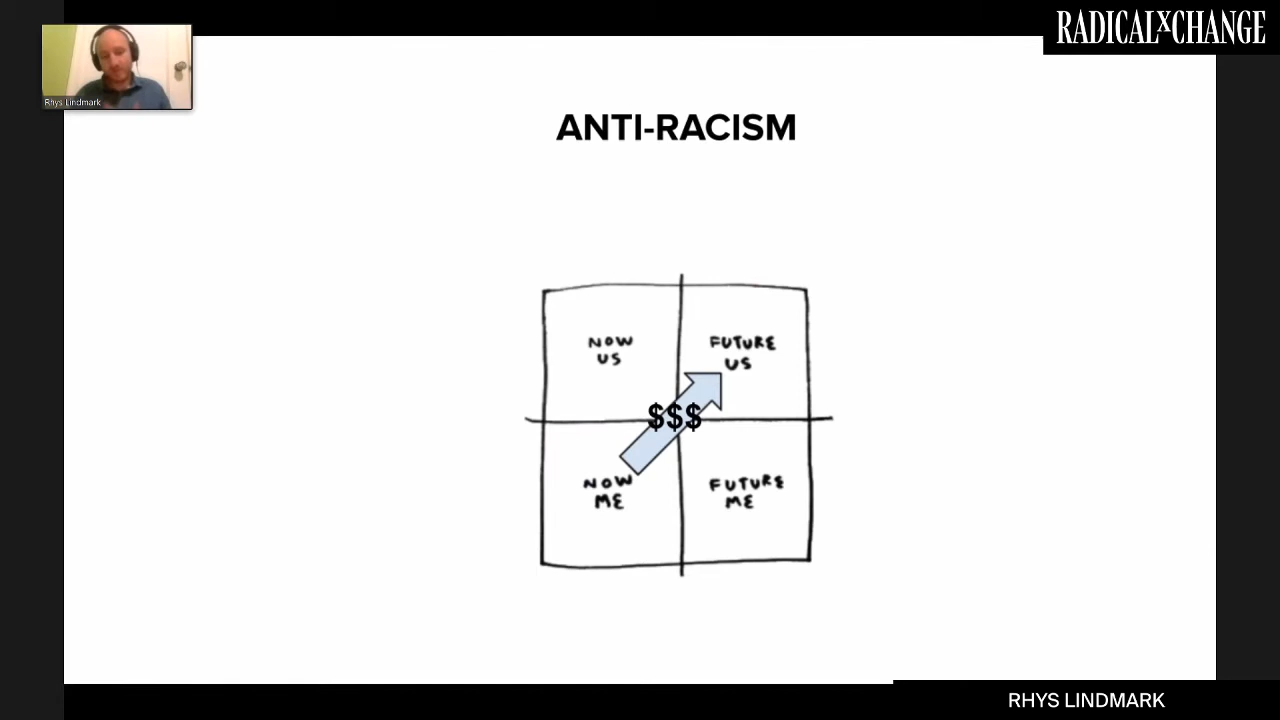 RADICALXCHANGE
Rhys Lindmark
ANTI-RACISM
NOW
US
FUTURE
US
$$$
NOW
ME
FUTURE
ME
RHYS LINDMARK